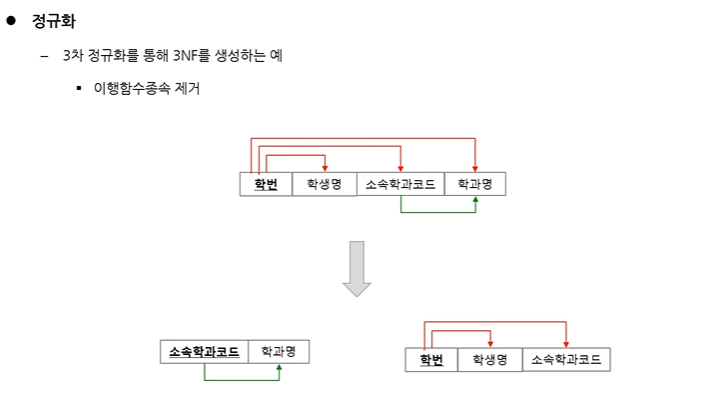 ● 정규화
– 3차 정규화를 통해 3NF를 생성하는 예
▪ 이행함수종속 제거
학번 학생명 소속학과코드 학과명
소속학과코드 학과명
학번 학생명 소속학과코드